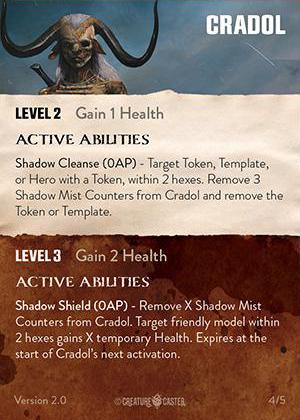 CRADOL
LEVEL 2 Gain 1 Health
ACTIVE ABILITIES
Shadow Cleanse (0AP) - Target Token, Template,
or Hero with a Token, within 2 hexes. Remove 3
Shadow Mist Counters from Cradol and remove the
Token or Template.
LEVEL 3 Gain 2 Health
ACTIVE ABILITIES
Shadow Shield (0AP) - Remove X Shadow Mist
Counters from Cradol. Target friendly model within
2 hexes gains X temporary Health. Expires at the
start of Cradol's next activation.
Version 2.0 © CREATURE CASTER 4/5